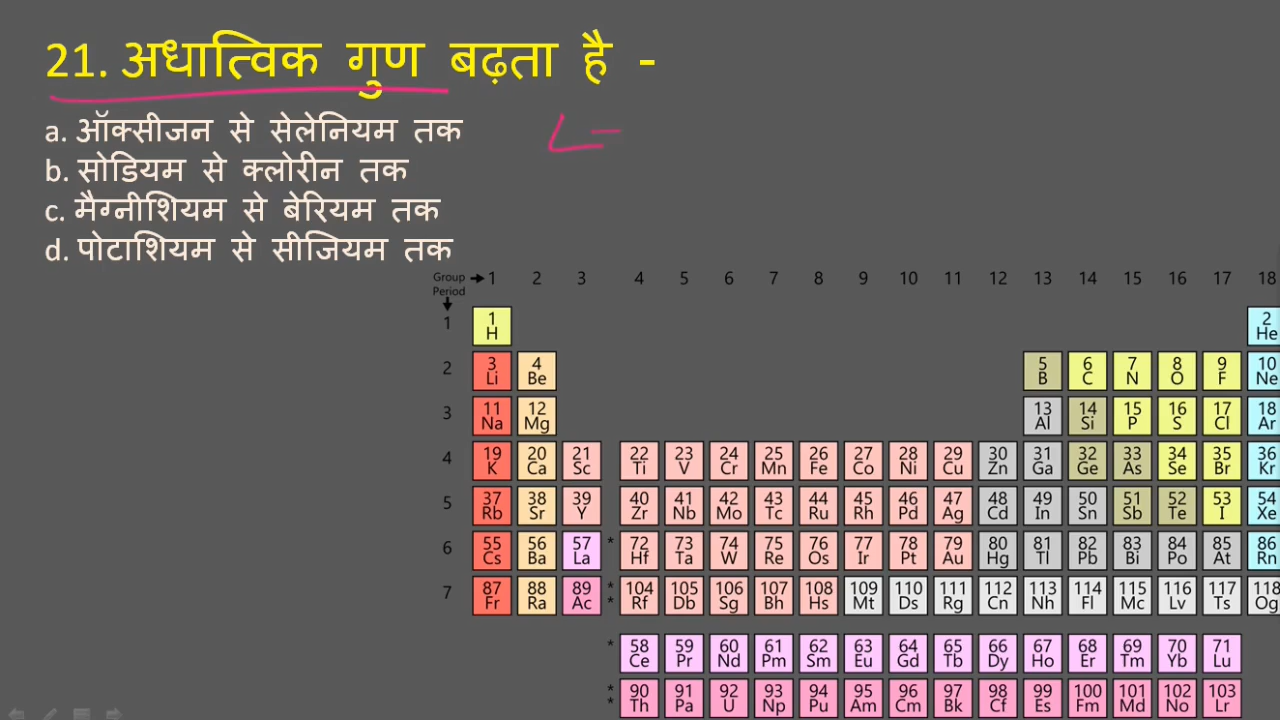 21. अधात्विक गुण बढ़ता है -
a. ऑक्सीजन से सेलेनियम तक
b. सोडियम से क्लोरीन तक
c. मैग्नीशियम से बेरियम तक
d. पोटाशियम से सीजियम तक
Group 1 2 3 4 5 6 7 8 9 10 11 12 13 14 15 16 17 18
Period
1 1 2
H He
2 3 4 5 6 7 8 9 10
Li Be B C N O F Ne
3 11 12 13 14 15 16 17 18
Na Mg Al Si P S Cl Ar
4 19 20 21 22 23 24 25 26 27 28 29 30 31 32 33 34 35 36
K Ca Sc Ti V Cr Mn Fe Co Ni Cu Zn Ga Ge As Se Br Kr
5 37 38 39 40 41 42 43 44 45 46 47 48 49 50 51 52 53 54
Rb Sr Y Zr Nb Mo Tc Ru Rh Pd Ag Cd In Sn Sb Te I Xe
6 55 56 57 * 72 73 74 75 76 77 78 79 80 81 82 83 84 85 86
Cs Ba La Hf Ta W Re Os Ir Pt Au Hg Tl Pb Bi Po At Rn
7 87 88 89 * * 104 105 106 107 108 109 110 111 112 113 114 115 116 117 118
Fr Ra Ac Rf Db Sg Bh Hs Mt Ds Rg Cn Nh Fl Mc Lv Ts Og
* 58 59 60 61 62 63 64 65 66 67 68 69 70 71
Ce Pr Nd Pm Sm Eu Gd Tb Dy Ho Er Tm Yb Lu
* * 90 91 92 93 94 95 96 97 98 99 100 101 102 103
Th Pa U Np Pu Am Cm Bk Cf Es Fm Md No Lr